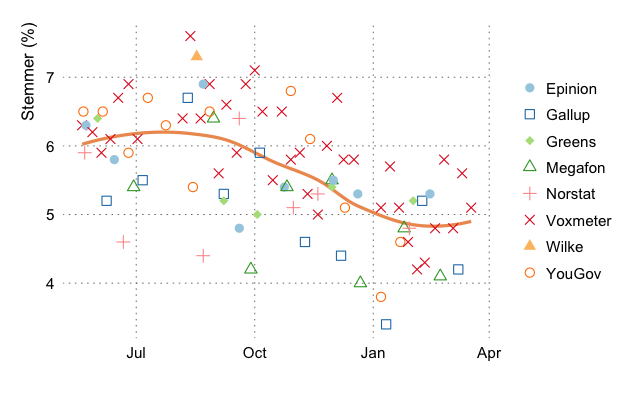 Stemmer (%)
7
6
5
4
Jul
Oct
Jan
Apr
Epinion
Gallup
Greens
Megafon
Norstat
Voxmeter
Wilke
YouGov